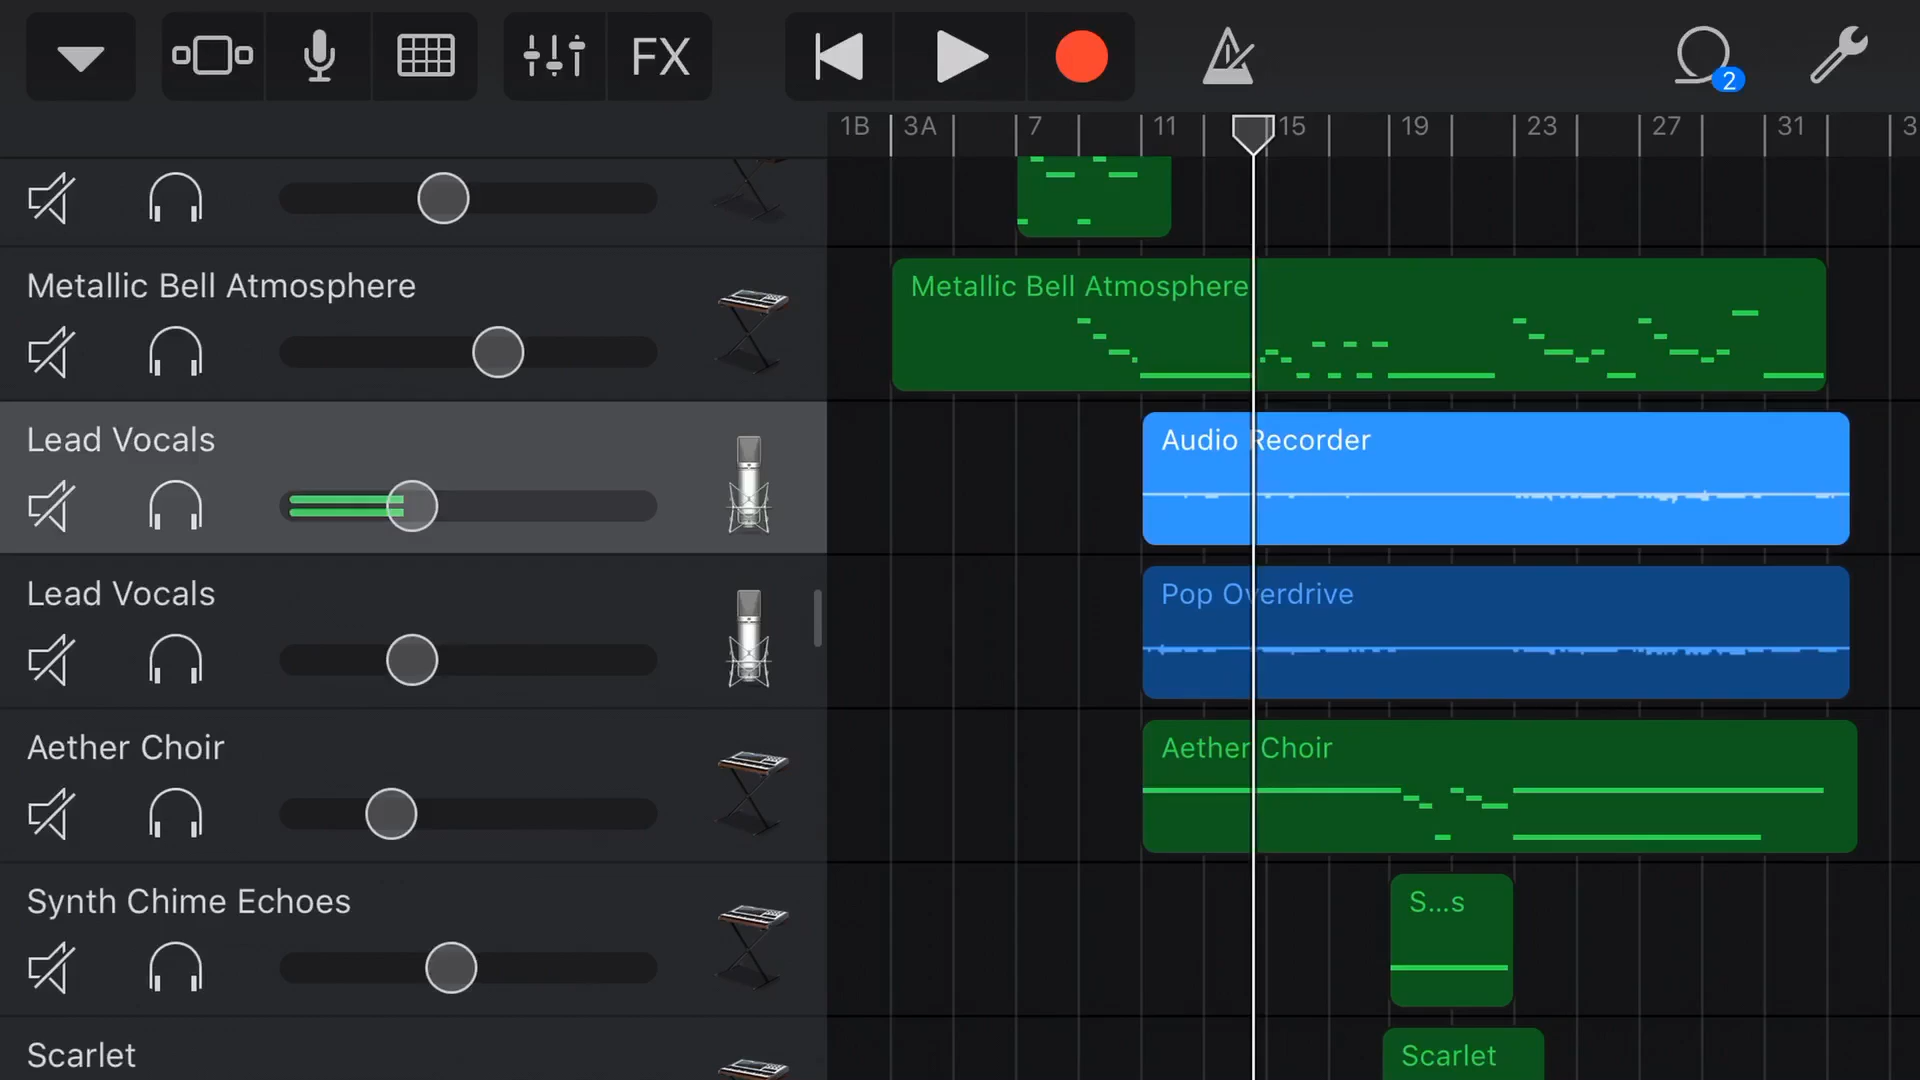 FX
2
1B 3A 7 11 15 19 23 27 31 3
Metallic Bell Atmosphere
Metallic Bell Atmosphere
Lead Vocals
Audio Recorder
Lead Vocals
Pop Overdrive
Aether Choir
Aether Choir
Synth Chime Echoes
S...s
Scarlet
Scarlet